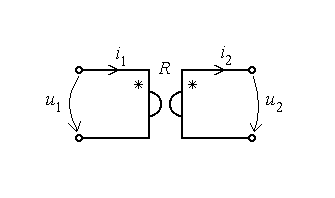 i₁ R i₂
* *
u₁ u₂